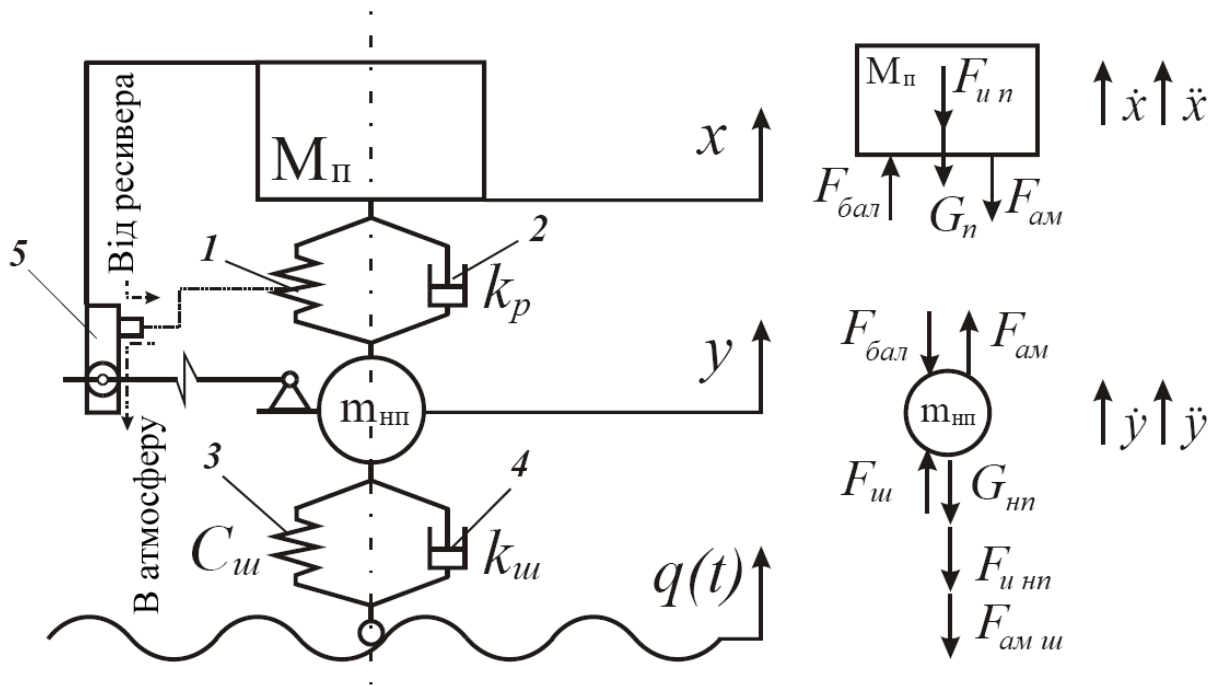 Від ресивера
В атмосферу
5
Мп
x
1
2
kр
y
mнп
3
4
Cш
kш
q(t)
Мп
Fи п
Fбал
Gп
Fам
ẋ ẍ
Fбал
Fам
mнп
Fш
Gнп
Fи нп
Fам ш
ẏ ÿ